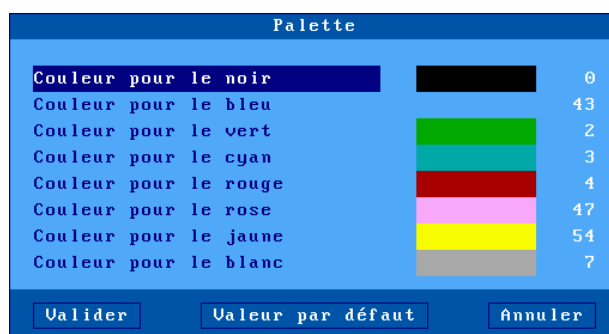 Palette
Couleur pour le noir 0
Couleur pour le bleu 43
Couleur pour le vert 2
Couleur pour le cyan 3
Couleur pour le rouge 4
Couleur pour le rose 47
Couleur pour le jaune 54
Couleur pour le blanc 7
Valider Valeur par défaut Annuler